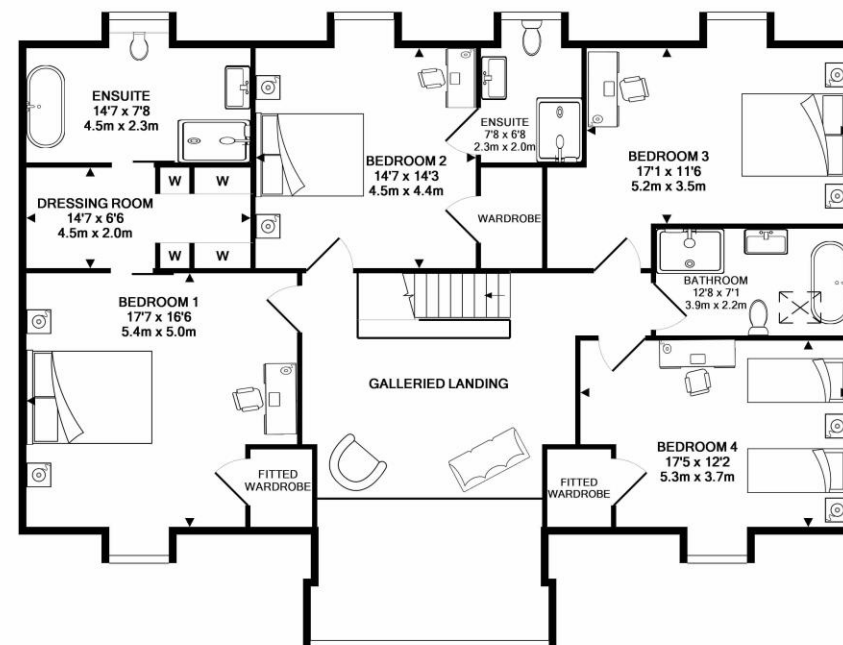 ENSUITE
14'7 x 7'8
4.5m x 2.3m
DRESSING ROOM
14'7 x 6'6
4.5m x 2.0m
W W
W W
BEDROOM 2
14'7 x 14'3
4.5m x 4.4m
ENSUITE
7'8 x 6'8
2.3m x 2.0m
WARDROBE
BEDROOM 3
17'1 x 11'6
5.2m x 3.5m
BATHROOM
12'8 x 7'1
3.9m x 2.2m
BEDROOM 1
17'7 x 16'6
5.4m x 5.0m
GALLERIED LANDING
FITTED
WARDROBE
FITTED
WARDROBE
BEDROOM 4
17'5 x 12'2
5.3m x 3.7m